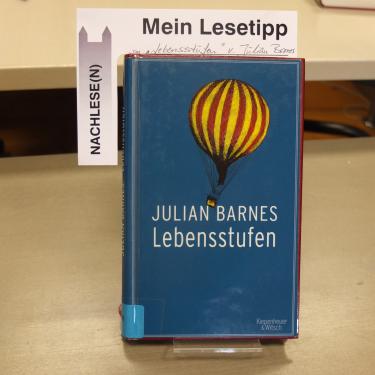 Mein Lesetipp
"Lebensstufen" v. Julian Barnes
NACHLESE(N)
JULIAN BARNES
Lebensstufen
Kiepenheuer
& Witsch